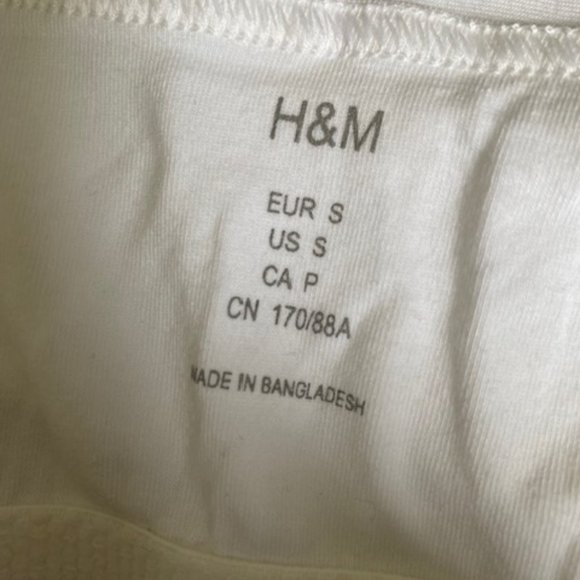 H&M
EUR S
US S
CA P
CN 170/88A
MADE IN BANGLADESH